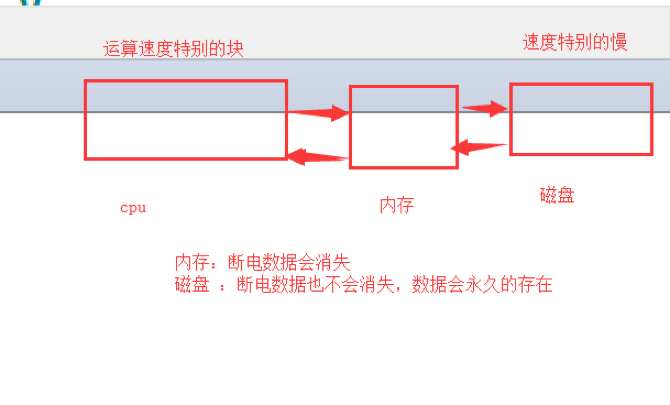 运算速度特别的块
速度特别的慢
cpu
内存
磁盘
内存：断电数据会消失
磁盘 ：断电数据也不会消失，数据会永久的存在